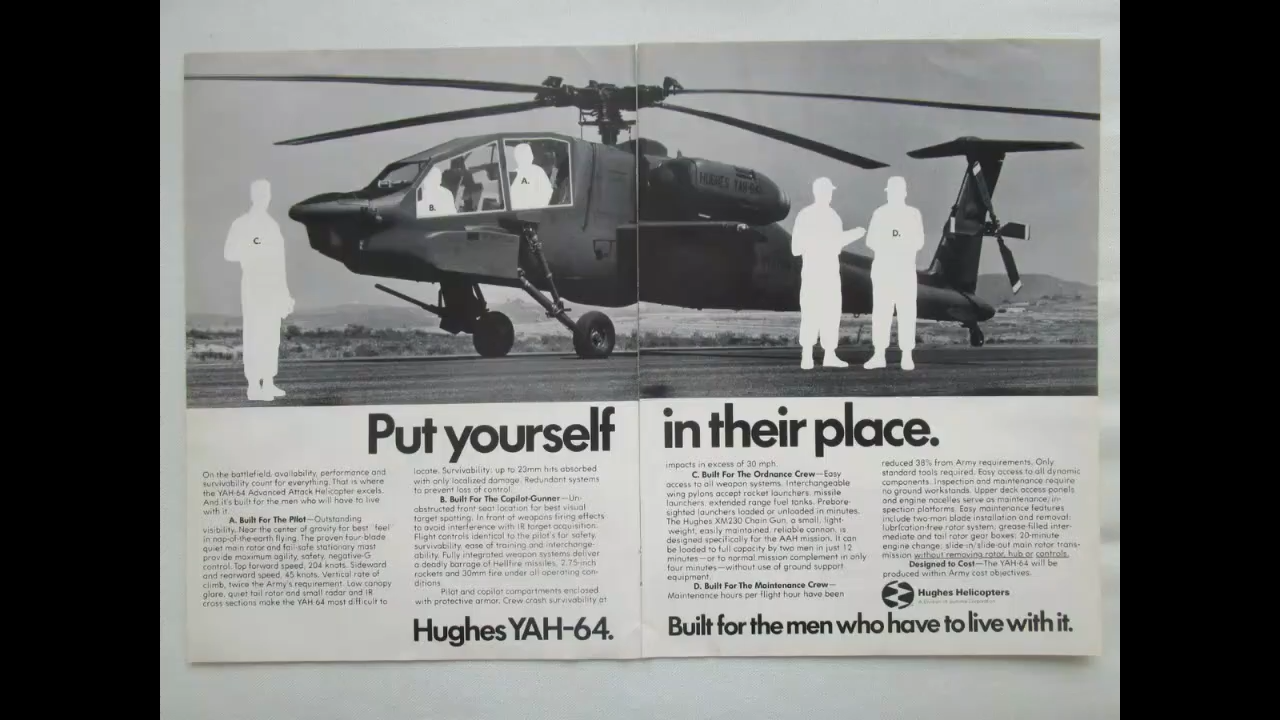 HUGHES YAH-64
A.
B.
C.
D.
Put yourself in their place.
On the battlefield, availability, performance and
survivability count for everything. That is where
the YAH-64 Advanced Attack Helicopter excels.
And it's built for the men who will have to live
with it.
A. Built For The Pilot—Outstanding
visibility. Near the center of gravity for best "feel"
in nap-of-the-earth flying. The proven four-blade
quiet main rotor and fail-safe stationary mast
provide maximum agility, safety, negative-G
control. Top forward speed, 204 knots. Sideward
and rearward speed, 45 knots. Vertical rate of
climb, twice the Army's requirement. Low canopy
glare, quiet tail rotor and small radar and IR
cross sections make the YAH-64 most difficult to
locate. Survivability: up to 23mm hits absorbed
with only localized damage. Redundant systems
to prevent loss of control.
B. Built For The Copilot-Gunner—Un-
obstructed front seat location for best visual
target spotting. In front of weapons firing effects
to avoid interference with IR target acquisition.
Flight controls identical to the pilot's for safety,
survivability, ease of training and interchange-
ability. Fully integrated weapon systems deliver
a deadly barrage of Hellfire missiles, 2.75-inch
rockets and 30mm fire under all operating con-
ditions.
Pilot and copilot compartments enclosed
with protective armor. Crew crash survivability at
impacts in excess of 30 mph.
C. Built For The Ordnance Crew—Easy
access to all weapon systems. Interchangeable
wing pylons accept rocket launchers, missile
launchers, extended range fuel tanks. Prebore-
sighted launchers loaded or unloaded in minutes.
The Hughes XM230 Chain Gun, a small, light-
weight, easily maintained, reliable cannon, is
designed specifically for the AAH mission. It can
be loaded to full capacity by two men in just 12
minutes—or to normal mission complement in only
four minutes—without use of ground support
equipment.
D. Built For The Maintenance Crew—
Maintenance hours per flight hour have been
reduced 38% from Army requirements. Only
standard tools required. Easy access to all dynamic
components. Inspection and maintenance require
no ground workstands. Upper deck access panels
and engine nacelles serve as maintenance/in-
spection platforms. Easy maintenance features
include two-man blade installation and removal;
lubrication-free rotor system; grease-filled inter-
mediate and tail rotor gear boxes; 20-minute
engine change; slide-in/slide-out main rotor trans-
mission without removing rotor, hub or controls.
Designed to Cost—The YAH-64 will be
produced within Army cost objectives.
Hughes Helicopters
Hughes YAH-64.
Built for the men who have to live with it.